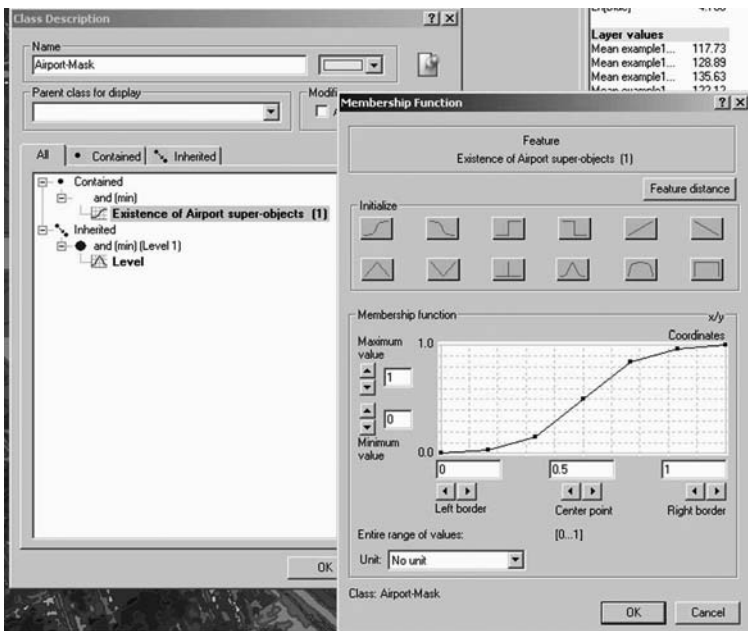 Class Description
Name
Airport-Mask
Parent class for display
All
Contained
Inherited
Contained
and (min)
Existence of Airport super-objects (1)
Inherited
and (min) (Level 1)
Level
OK
Layer values
Mean example1... 117.73
Mean example1... 128.89
Mean example1... 135.63
Membership Function
Feature
Existence of Airport super-objects (1)
Feature distance
Initialize
Membership function
x/y
Coordinates
Maximum
value
1.0
1
0
Minimum
value
0.0
0
0.5
1
Left border
Center point
Right border
Entire range of values:
[0...1]
Unit: No unit
Class: Airport-Mask
OK
Cancel